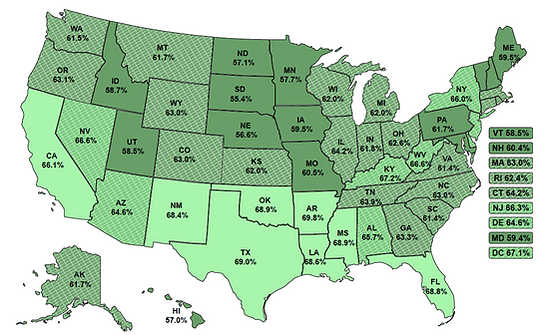 WA
61.5%
MT
61.7%
ND
57.1%
MN
57.7%
ME
59.5%
OR
63.1%
ID
58.7%
SD
55.4%
WI
62.0%
MI
62.0%
NY
66.0%
WY
63.0%
NE
56.6%
IA
59.5%
PA
61.7%
NV
66.6%
UT
58.5%
CO
63.0%
KS
62.0%
MO
60.5%
IL
64.2%
IN
61.8%
OH
62.6%
WV
66.5%
VA
61.4%
CA
66.1%
KY
67.2%
AZ
64.6%
NM
68.4%
OK
68.9%
AR
69.8%
TN
63.9%
NC
63.0%
SC
61.4%
TX
69.0%
LA
68.6%
MS
68.9%
AL
65.7%
GA
63.3%
FL
68.8%
AK
61.7%
HI
57.0%
VT 58.5%
NH 60.4%
MA 63.0%
RI 62.4%
CT 64.2%
NJ 66.3%
DE 64.6%
MD 59.4%
DC 67.1%